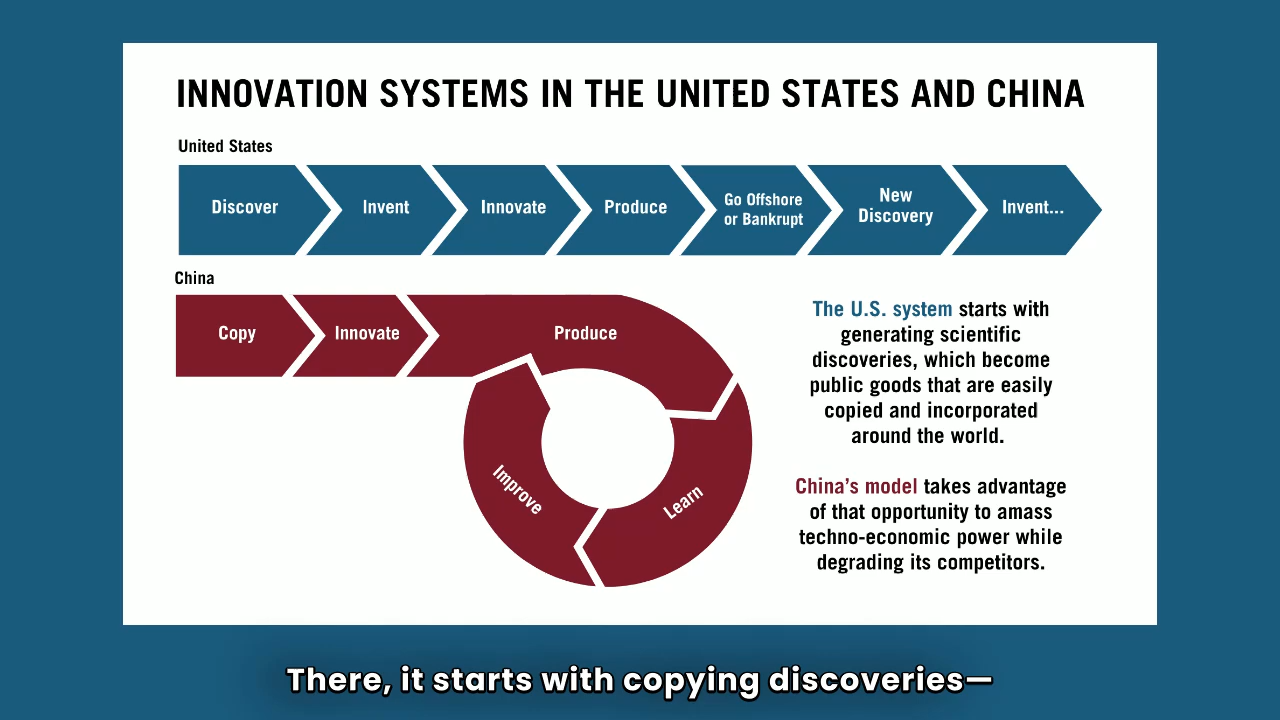 INNOVATION SYSTEMS IN THE UNITED STATES AND CHINA
United States
Discover
Invent
Innovate
Produce
Go Offshore
or Bankrupt
New
Discovery
Invent...
China
Copy
Innovate
Produce
Learn
Improve
The U.S. system starts with
generating scientific
discoveries, which become
public goods that are easily
copied and incorporated
around the world.
China’s model takes advantage
of that opportunity to amass
techno-economic power while
degrading its competitors.
There, it starts with copying discoveries—